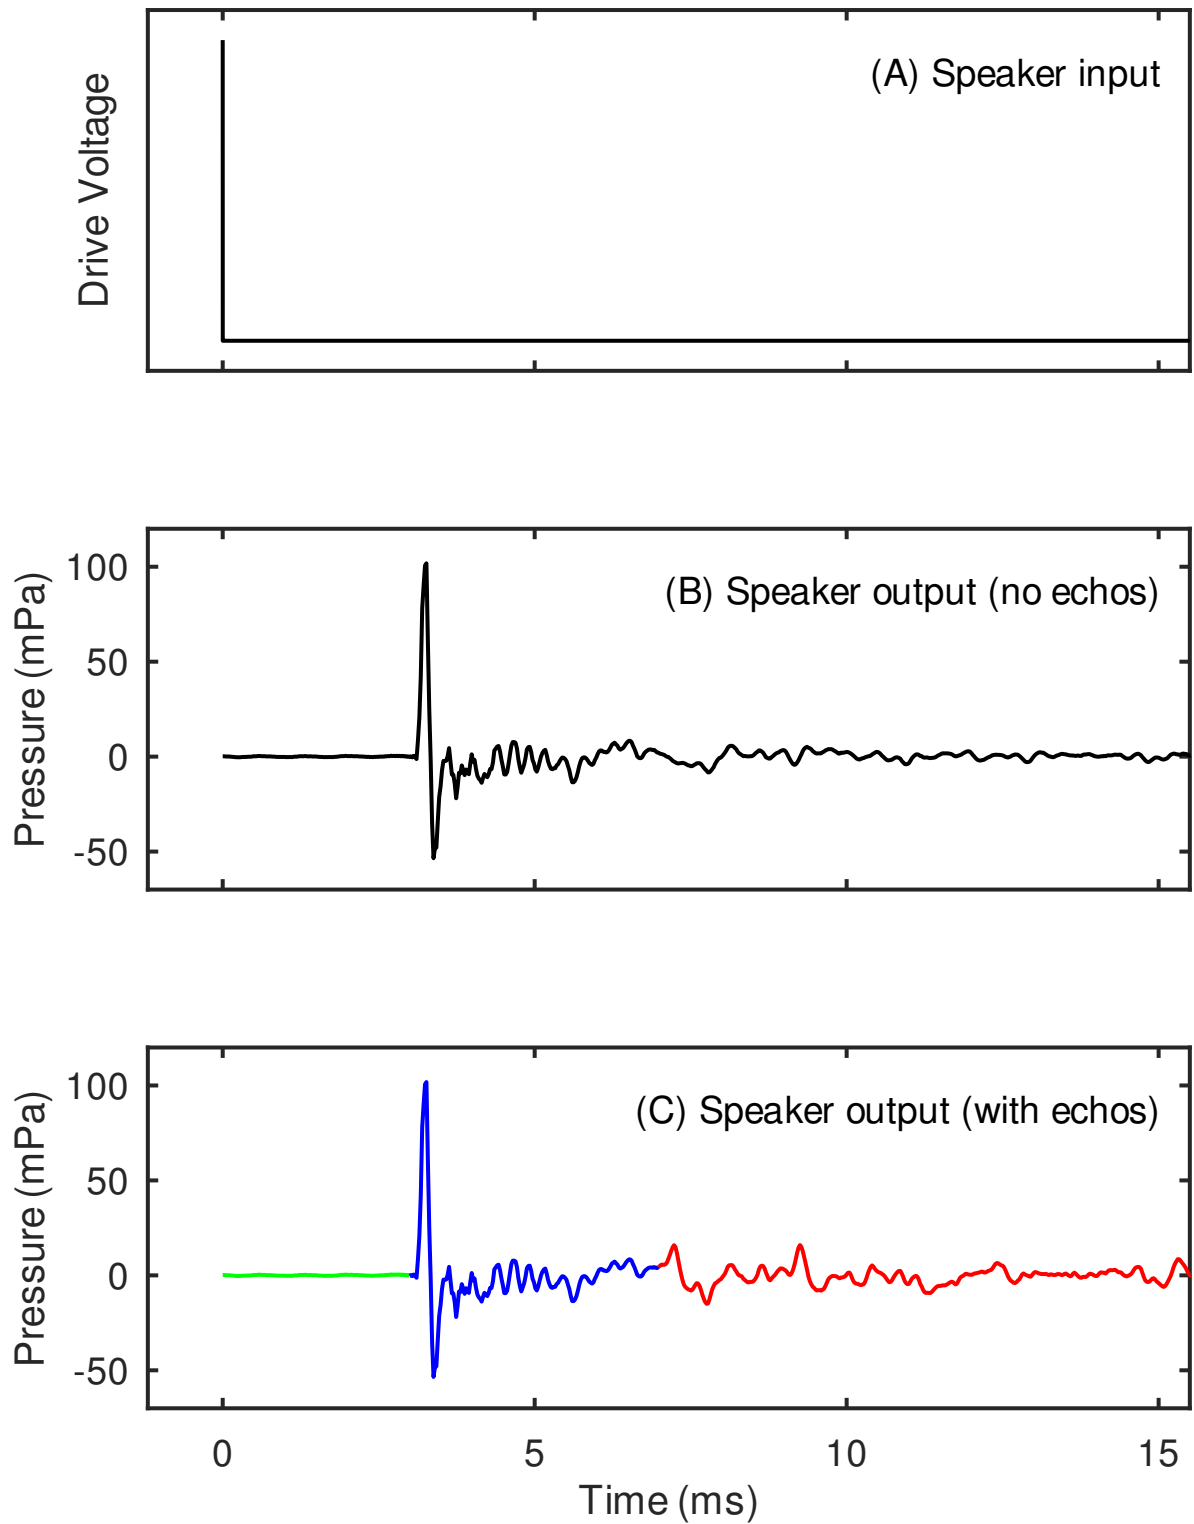 Drive Voltage
(A) Speaker input
Pressure (mPa)
100
50
0
-50
(B) Speaker output (no echos)
Pressure (mPa)
100
50
0
-50
(C) Speaker output (with echos)
0 5 10 15
Time (ms)